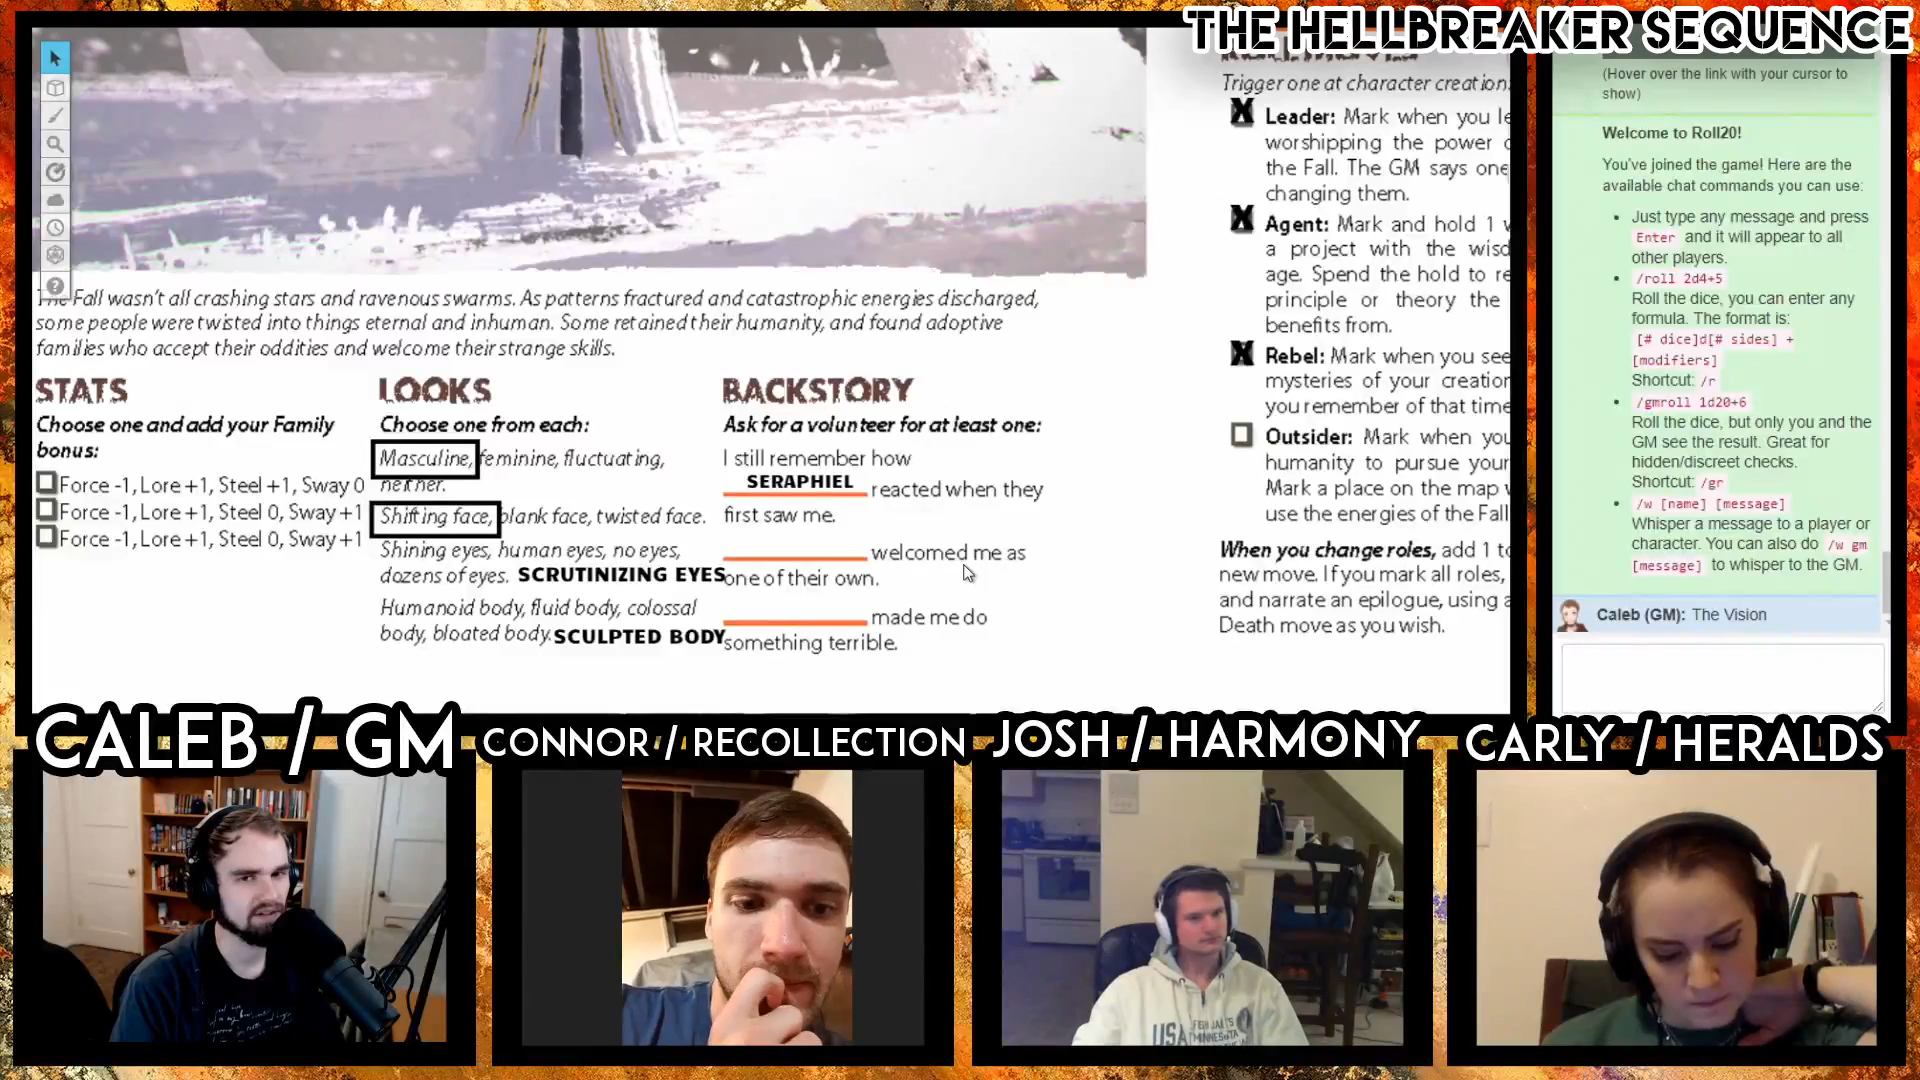 THE HELLBREAKER SEQUENCE
The Fall wasn't all crashing stars and ravenous swarms. As patterns fractured and catastrophic energies discharged,
some people were twisted into things eternal and inhuman. Some retained their humanity, and found adoptive
families who accept their oddities and welcome their strange skills.
STATS
Choose one and add your Family
bonus:
Force -1, Lore +1, Steel +1, Sway 0
Force -1, Lore +1, Steel 0, Sway +1
Force -1, Lore +1, Steel 0, Sway +1
LOOKS
Choose one from each:
Masculine, feminine, fluctuating,
neither.
Shifting face, blank face, twisted face.
Shining eyes, human eyes, no eyes,
dozens of eyes. SCRUTINIZING EYES
Humanoid body, fluid body, colossal
body, bloated body. SCULPTED BODY
BACKSTORY
Ask for a volunteer for at least one:
I still remember how
SERAPHIEL reacted when they
first saw me.
welcomed me as
one of their own.
made me do
something terrible.
Trigger one at character creation.
X Leader: Mark when you le
worshipping the power o
the Fall. The GM says one
changing them.
X Agent: Mark and hold 1 w
a project with the wisd
age. Spend the hold to re
principle or theory the
benefits from.
X Rebel: Mark when you see
mysteries of your creation
you remember of that time
Outsider: Mark when you
humanity to pursue your
Mark a place on the map w
use the energies of the Fall
When you change roles, add 1 to
new move. If you mark all roles,
and narrate an epilogue, using a
Death move as you wish.
(Hover over the link with your cursor to
show)
Welcome to Roll20!
You've joined the game! Here are the
available chat commands you can use:
• Just type any message and press
Enter and it will appear to all
other players.
• /roll 2d4+5
Roll the dice, you can enter any
formula. The format is:
[# dice]d[# sides] +
[modifiers]
Shortcut: /r
• /gmroll 1d20+6
Roll the dice, but only you and the
GM see the result. Great for
hidden/discreet checks.
Shortcut: /gr
• /w [name] [message]
Whisper a message to a player or
character. You can also do /w gm
[message] to whisper to the GM.
Caleb (GM): The Vision
CALEB / GM
CONNOR / RECOLLECTION
JOSH / HARMONY
CARLY / HERALDS
USA
MINNESOTA